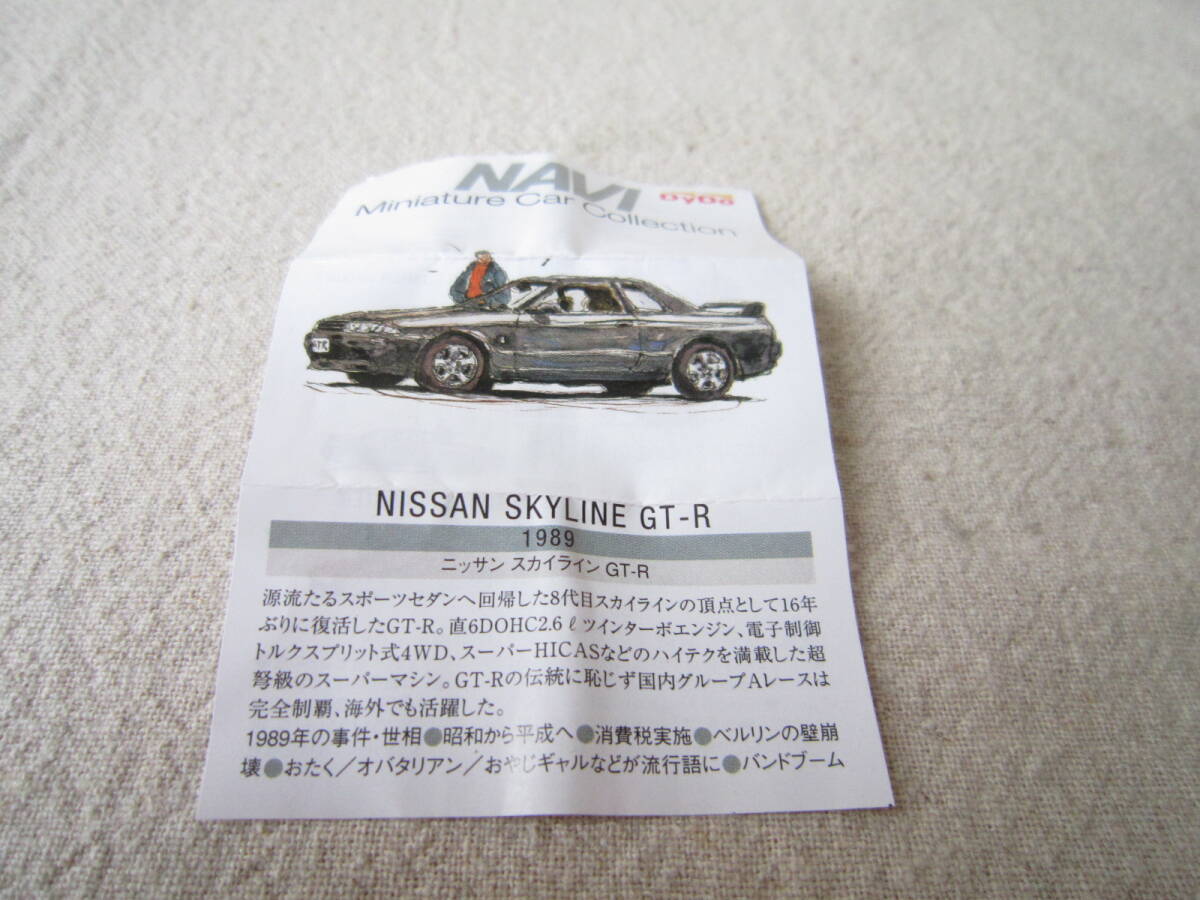 NAVI
DyDo
Miniature Car Collection
NISSAN SKYLINE GT-R
1989
ニッサン スカイライン GT-R
源流たるスポーツセダンへ回帰した8代目スカイラインの頂点として16年
ぶりに復活したGT-R。直6DOHC2.6ℓツインターボエンジン、電子制御
トルクスプリット式4WD、スーパーHICASなどのハイテクを満載した超
弩級のスーパーマシン。GT-Rの伝統に恥じず国内グループAレースは
完全制覇、海外でも活躍した。
1989年の事件・世相●昭和から平成へ●消費税実施●ベルリンの壁崩
壊●おたく／オバタリアン／おやじギャルなどが流行語に●バンドブーム